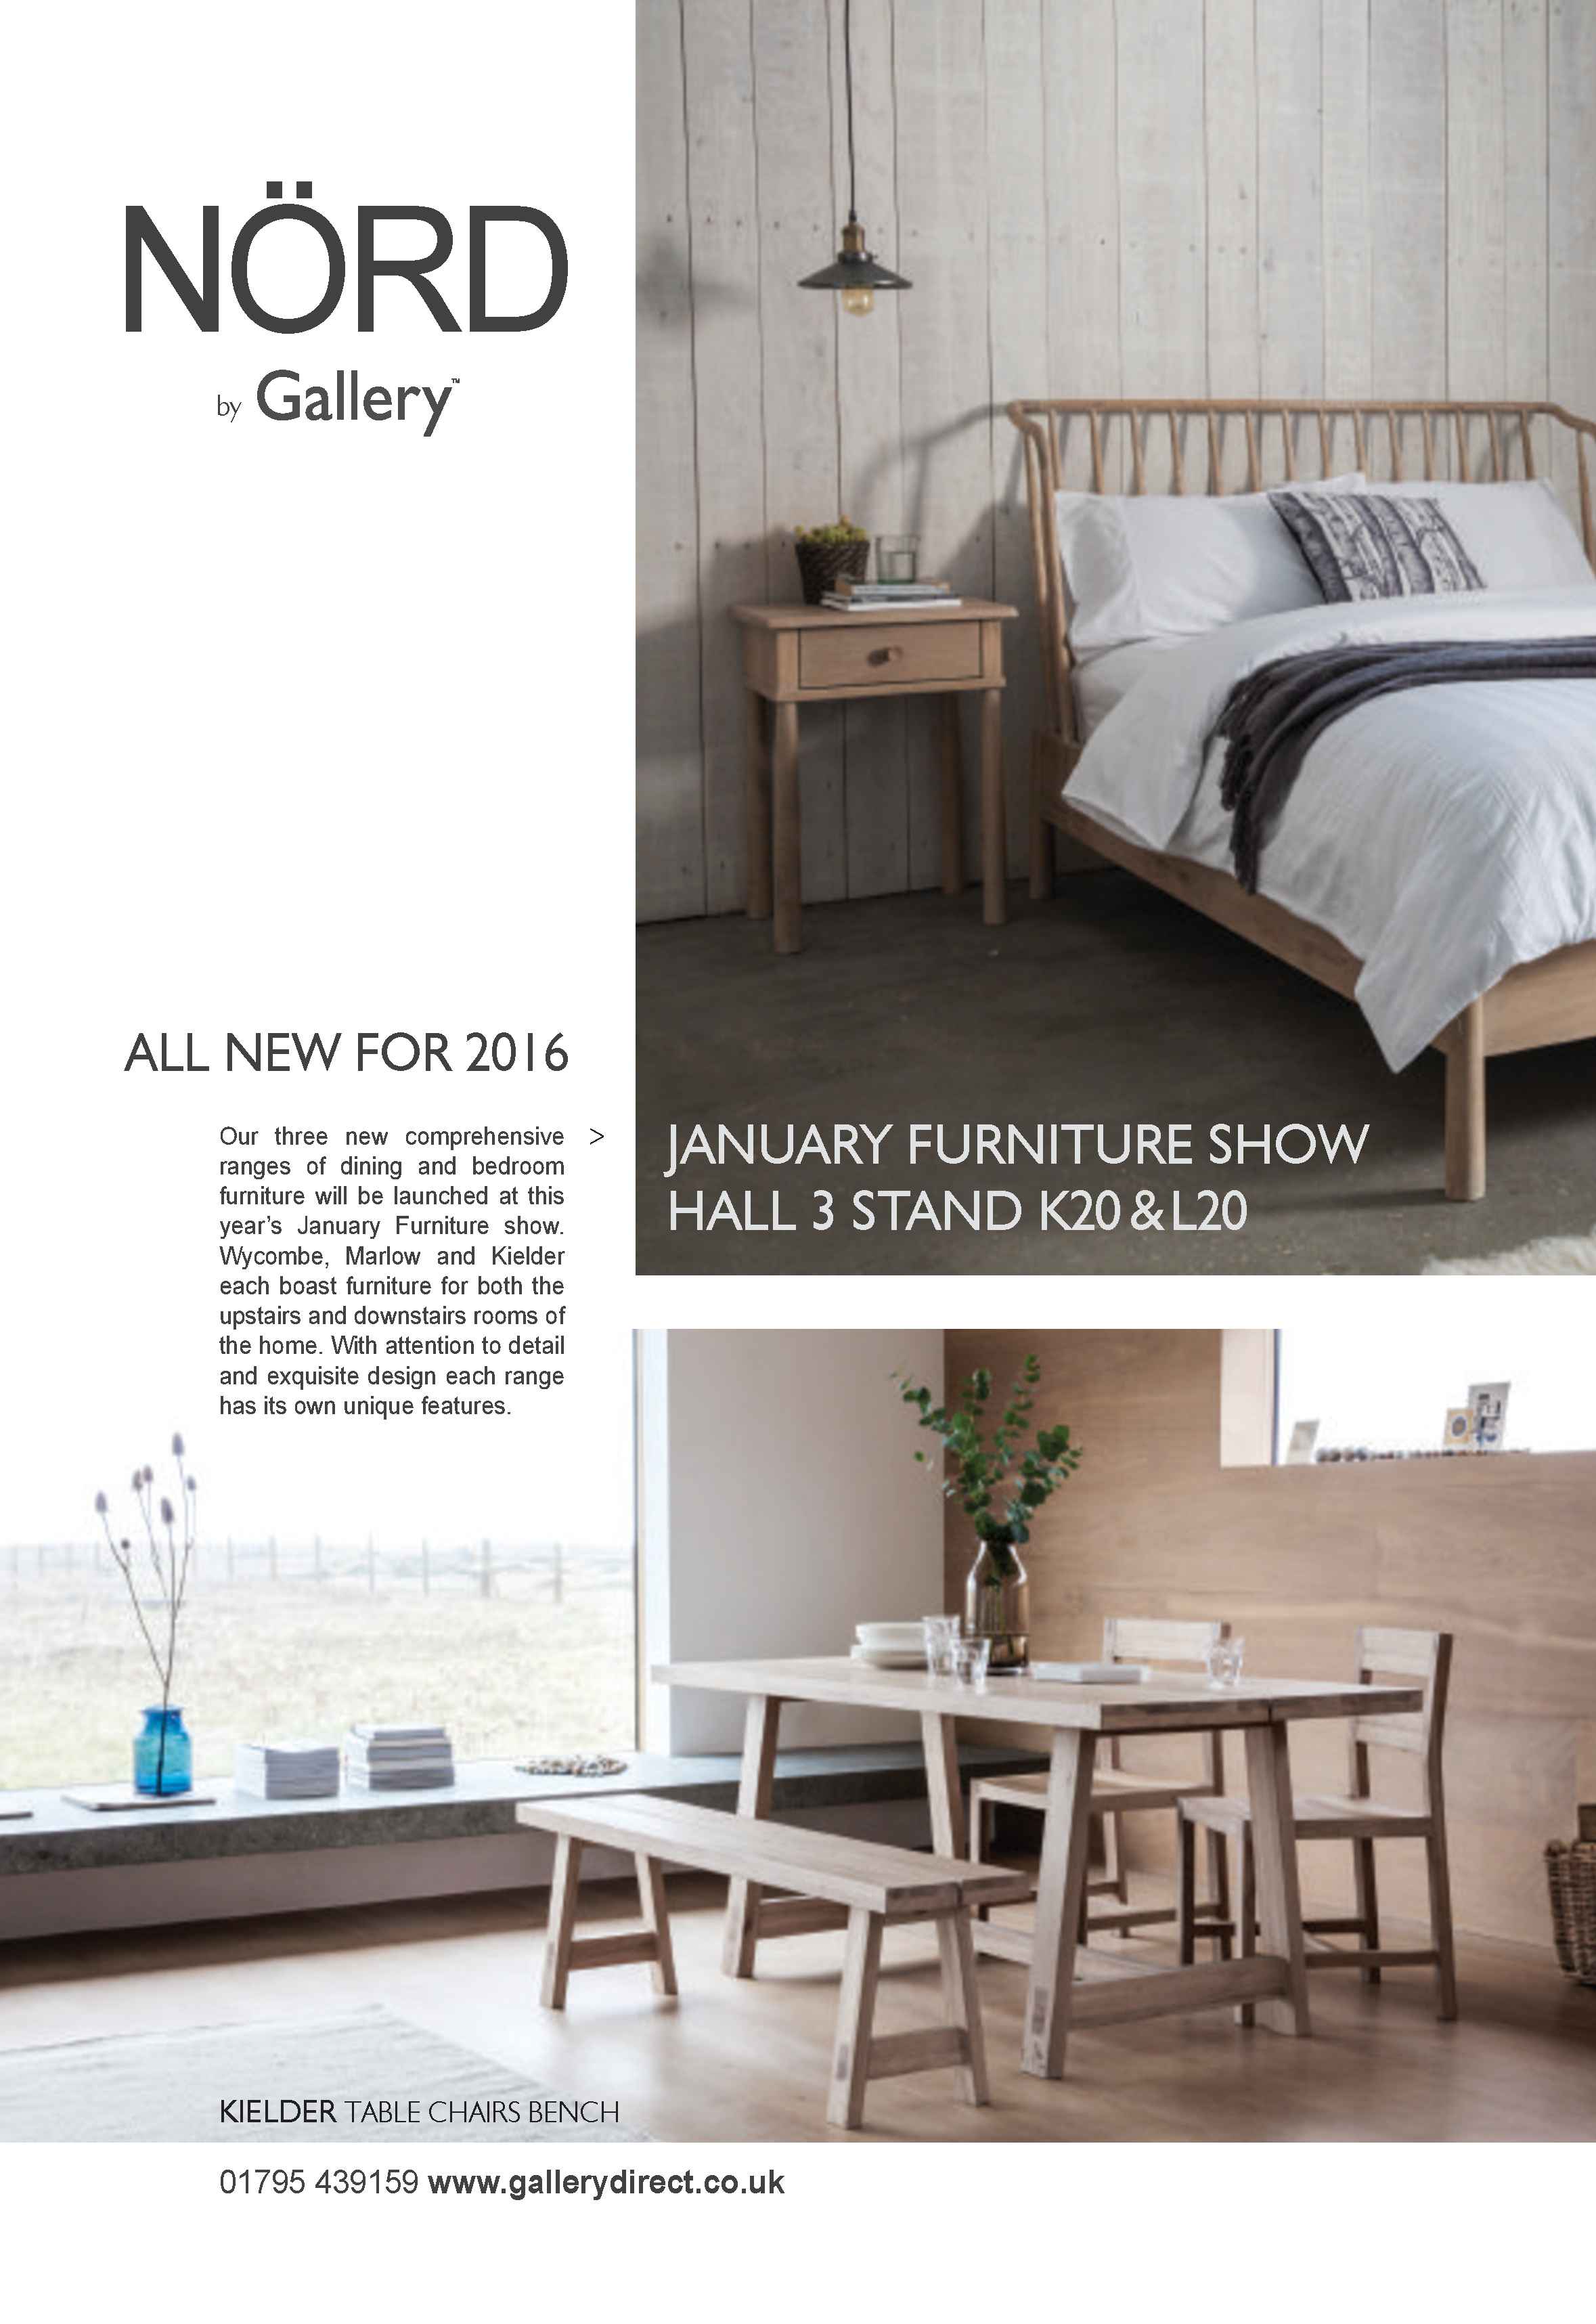 NÖRD
by Gallery™
ALL NEW FOR 2016
Our three new comprehensive >
ranges of dining and bedroom
furniture will be launched at this
year’s January Furniture show.
Wycombe, Marlow and Kielder
each boast furniture for both the
upstairs and downstairs rooms of
the home. With attention to detail
and exquisite design each range
has its own unique features.
JANUARY FURNITURE SHOW
HALL 3 STAND K20 & L20
KIELDER TABLE CHAIRS BENCH
01795 439159 www.gallerydirect.co.uk